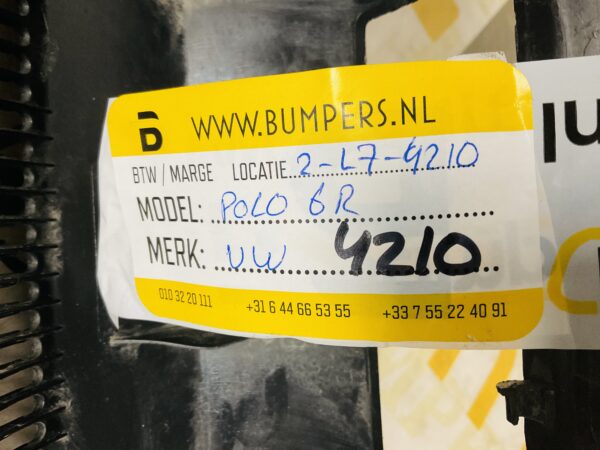 WWW.BUMPERS.NL
BTW / MARGE LOCATIE 2-L7-4210
MODEL: POLO 6R
MERK: VW 4210
010 32 20 111 +31 6 44 66 53 55 +33 7 55 22 40 91